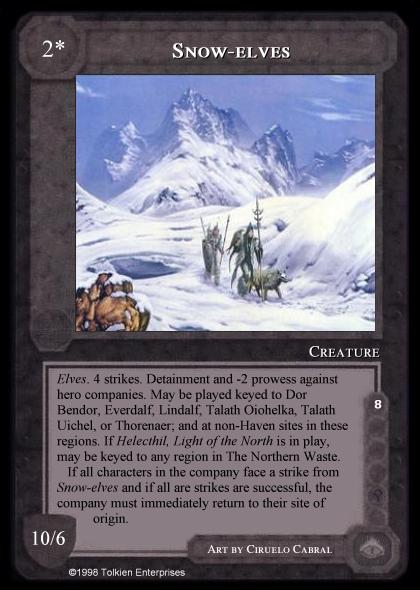 2*
SNOW-ELVES
CREATURE
Elves. 4 strikes. Detainment and -2 prowess against
hero companies. May be played keyed to Dor
Bendor, Everdalf, Lindalf, Talath Oiohelka, Talath
Uichel, or Thorenaer; and at non-Haven sites in these
regions. If Helecthil, Light of the North is in play,
may be keyed to any region in The Northern Waste.
If all characters in the company face a strike from
Snow-elves and if all are strikes are successful, the
company must immediately return to their site of
origin.
8
10/6
ART BY CIRUELO CABRAL
©1998 Tolkien Enterprises